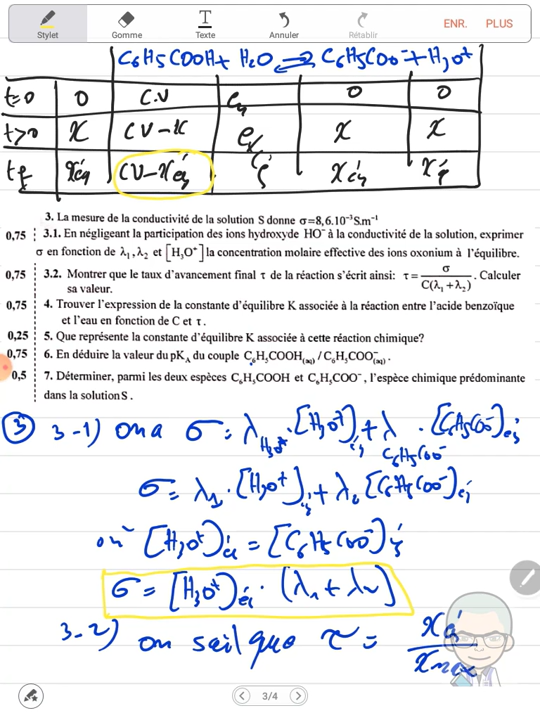 Stylet Gomme Texte Annuler Rétablir ENR. PLUS
C6H5COOH + H2O ⇌ C6H5COO⁻ + H3O⁺
t=0 0 C.V 0 0
t>0 x CV-x x x
tf xéq CV-xéq xéq xéq
3. La mesure de la conductivité de la solution S donne σ=8,6.10⁻³S.m⁻¹
0,75 3.1. En négligeant la participation des ions hydroxyde HO⁻ à la conductivité de la solution, exprimer
σ en fonction de λ₁,λ₂ et [H₃O⁺] la concentration molaire effective des ions oxonium à l'équilibre.
0,75 3.2. Montrer que le taux d'avancement final τ de la réaction s'écrit ainsi: τ = σ / C(λ₁+λ₂) . Calculer
sa valeur.
0,75 4. Trouver l'expression de la constante d'équilibre K associée à la réaction entre l'acide benzoïque
et l'eau en fonction de C et τ.
0,25 5. Que représente la constante d'équilibre K associée à cette réaction chimique?
0,75 6. En déduire la valeur du pK_A du couple C₆H₅COOH(aq) / C₆H₅COO⁻(aq).
0,5 7. Déterminer, parmi les deux espèces C₆H₅COOH et C₆H₅COO⁻, l'espèce chimique prédominante
dans la solution S.
③ 3-1) on a σ = λH3O⁺ . [H3O⁺]éq + λC6H5COO⁻ . [C6H5COO⁻]éq
σ = λ1 . [H3O⁺]éq + λ2 [C6H5COO⁻]éq
or [H3O⁺]éq = [C6H5COO⁻]éq
σ = [H3O⁺]éq . (λ1 + λ2)
3-2) on sait que τ = xéq / xmax
3/4